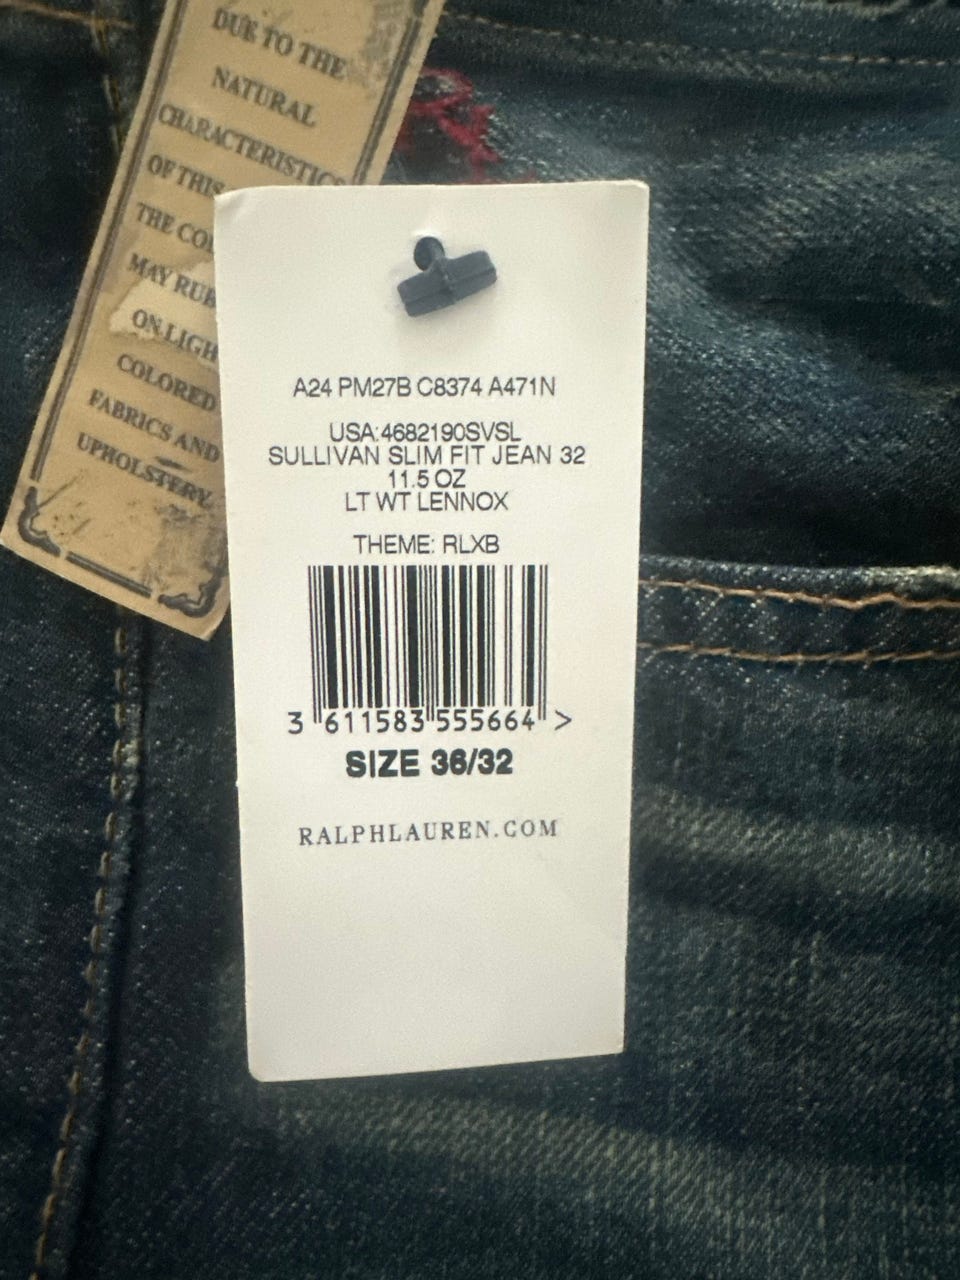 DUE TO THE
NATURAL
CHARACTERISTICS
OF THIS
THE
MAY RUB
ON
COLORED
FABRICS AND
UPHOLSTERY.
A24 PM27B C8374 A471N
USA:4682190SVSL
SULLIVAN SLIM FIT JEAN 32
11.5 OZ
LT WT LENNOX
THEME: RLXB
3 611583 555664 >
SIZE 36/32
RALPHLAUREN.COM